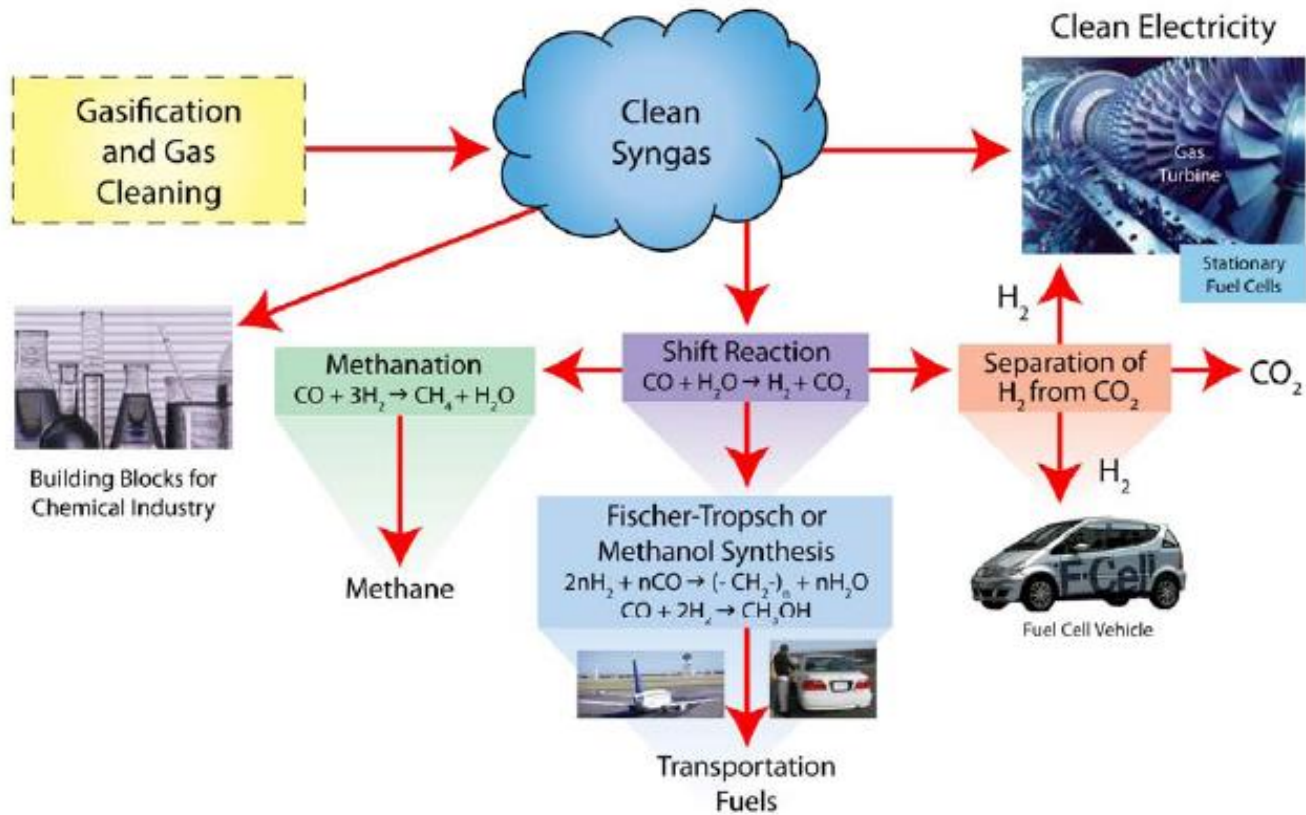 Clean Electricity
Gasification
and Gas
Cleaning
Clean
Syngas
Gas
Turbine
Stationary
Fuel Cells
H₂
Methanation
CO + 3H₂ → CH₄ + H₂O
Shift Reaction
CO + H₂O → H₂ + CO₂
Separation of
H₂ from CO₂
CO₂
Building Blocks for
Chemical Industry
H₂
Fischer-Tropsch or
Methanol Synthesis
2nH₂ + nCO → (- CH₂-)ₙ + nH₂O
CO + 2H₂ → CH₃OH
Methane
F-Cell
Fuel Cell Vehicle
Transportation
Fuels